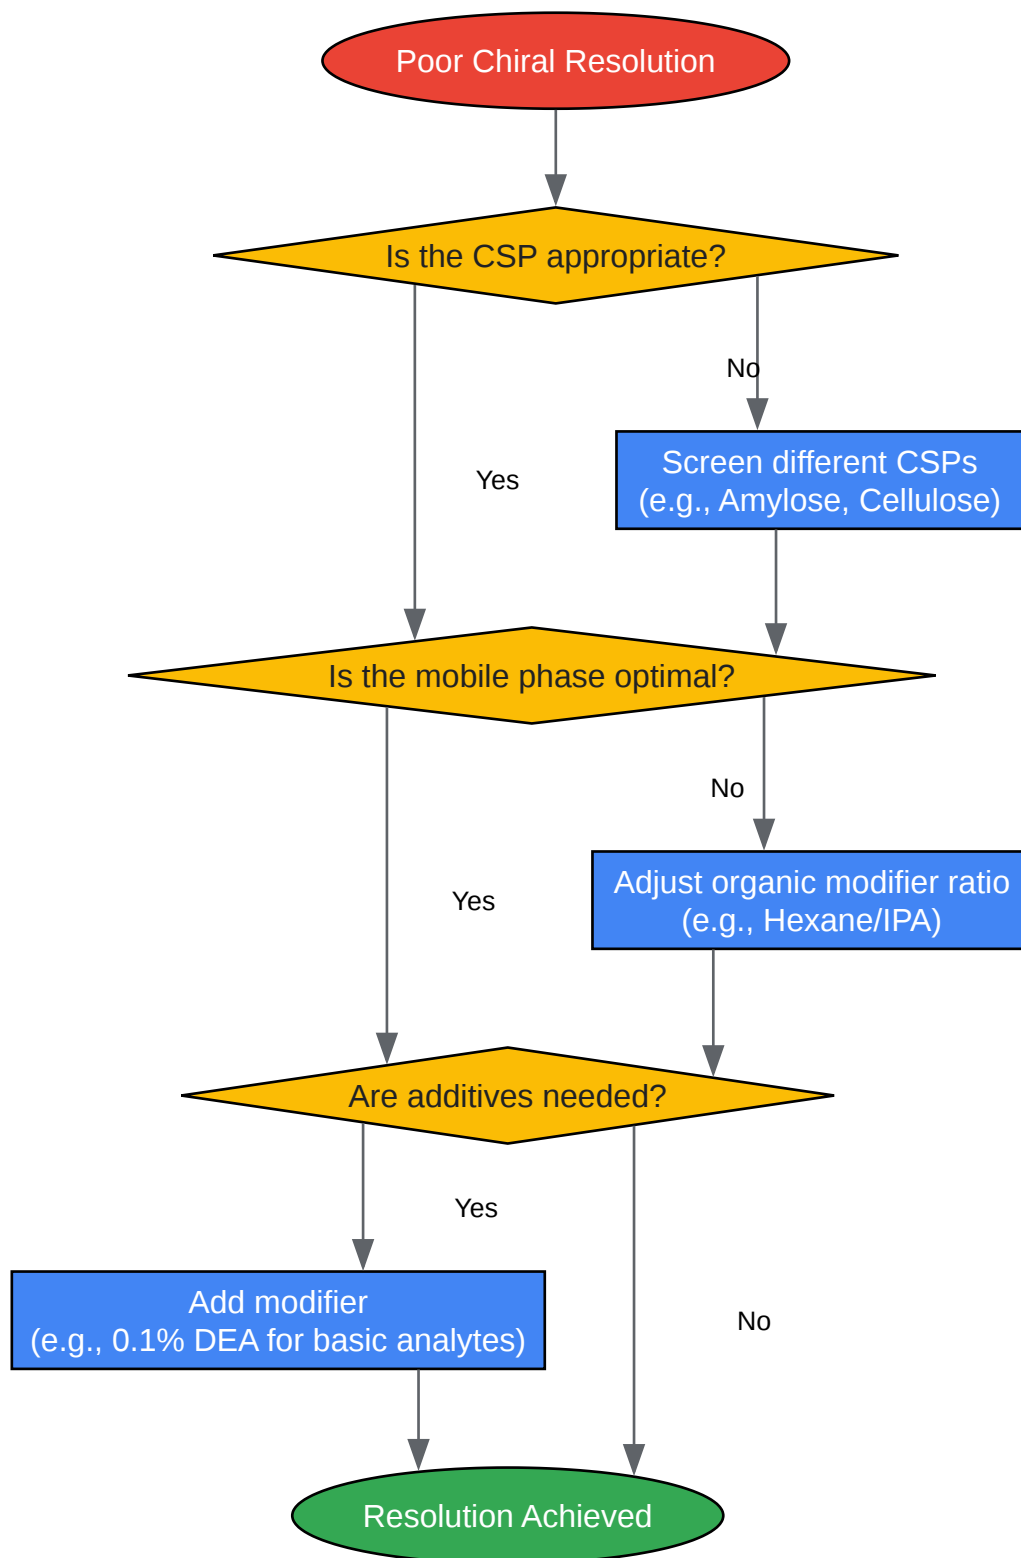 Poor Chiral Resolution
Is the CSP appropriate?
No
Screen different CSPs
(e.g., Amylose, Cellulose)
Yes
Is the mobile phase optimal?
No
Adjust organic modifier ratio
(e.g., Hexane/IPA)
Yes
Are additives needed?
Yes
Add modifier
(e.g., 0.1% DEA for basic analytes)
No
Resolution Achieved